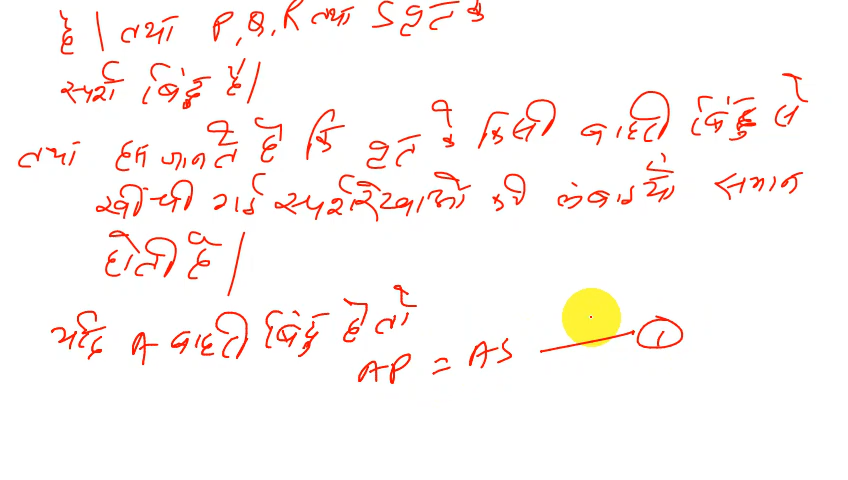 है। तथा P, Q, R तथा S वृत्त के
स्पर्श बिंदु हैं।
तथा हम जानते हैं कि वृत्त के किसी बाहरी बिंदु से
खींची गई स्पर्शरेखाओं की लंबाइयाँ समान
होती हैं।
यदि A बाहरी बिंदु है तो
AP = AS —— ①